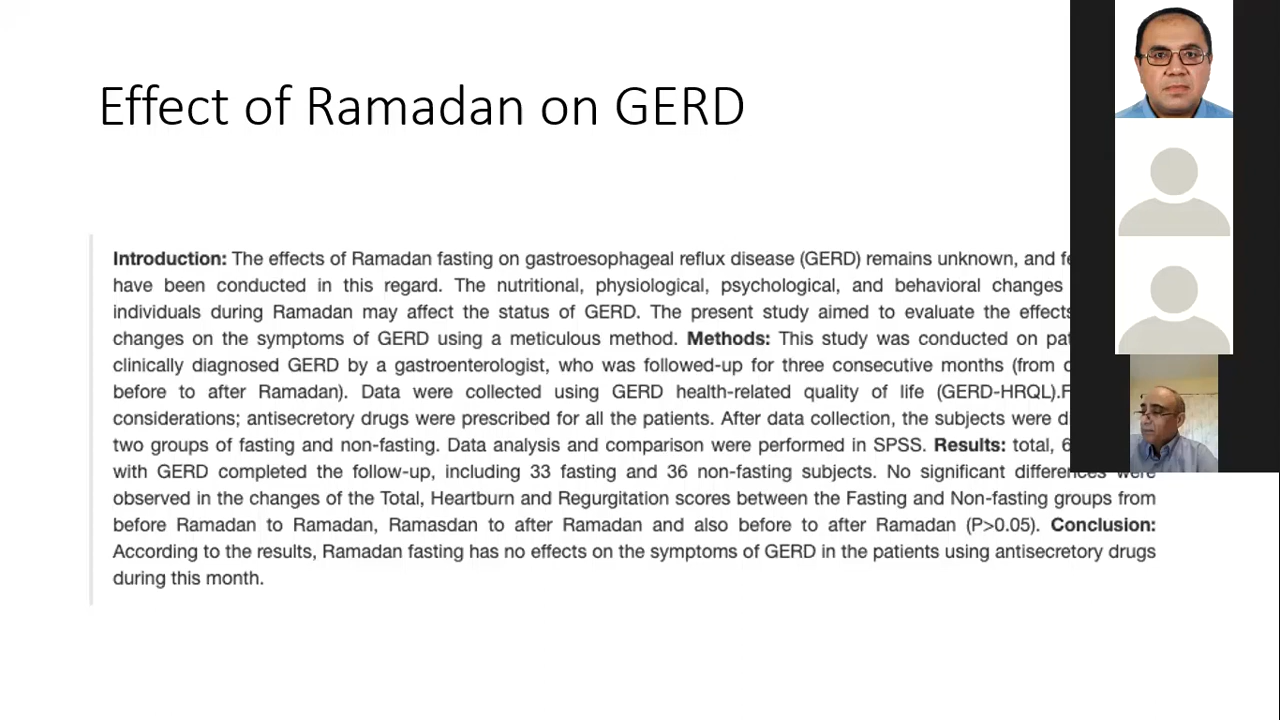 Effect of Ramadan on GERD
Introduction: The effects of Ramadan fasting on gastroesophageal reflux disease (GERD) remains unknown, and
have been conducted in this regard. The nutritional, physiological, psychological, and behavioral changes
individuals during Ramadan may affect the status of GERD. The present study aimed to evaluate the effects
changes on the symptoms of GERD using a meticulous method. Methods: This study was conducted on
clinically diagnosed GERD by a gastroenterologist, who was followed-up for three consecutive months (from
before to after Ramadan). Data were collected using GERD health-related quality of life (GERD-HRQL).
considerations; antisecretory drugs were prescribed for all the patients. After data collection, the subjects were
two groups of fasting and non-fasting. Data analysis and comparison were performed in SPSS. Results: total,
with GERD completed the follow-up, including 33 fasting and 36 non-fasting subjects. No significant differences were
observed in the changes of the Total, Heartburn and Regurgitation scores between the Fasting and Non-fasting groups from
before Ramadan to Ramadan, Ramasdan to after Ramadan and also before to after Ramadan (P>0.05). Conclusion:
According to the results, Ramadan fasting has no effects on the symptoms of GERD in the patients using antisecretory drugs
during this month.